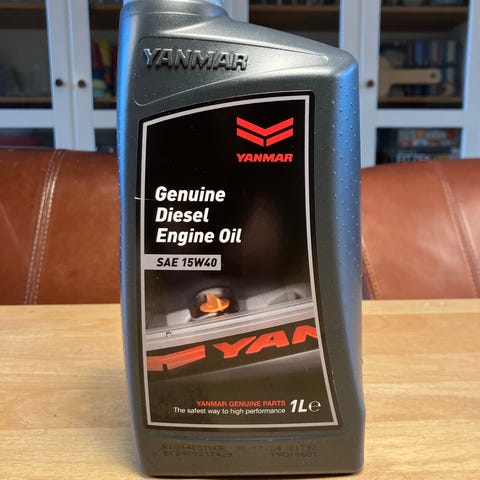 YANMAR
YANMAR
Genuine
Diesel
Engine Oil
SAE 15W40
YAN
YANMAR GENUINE PARTS
The safest way to high performance 1L℮